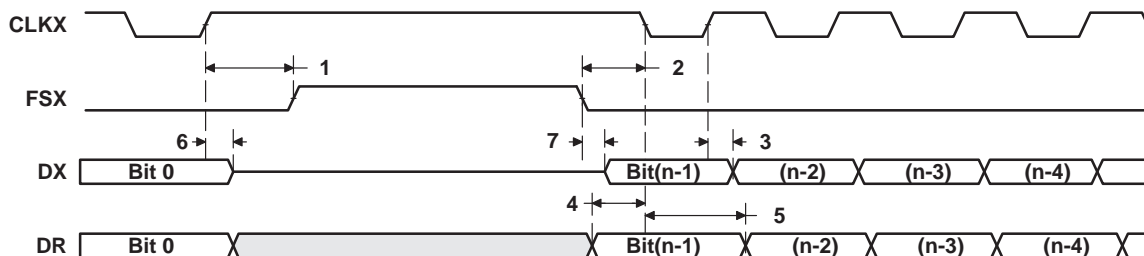 CLKX
1 2
FSX
6 7 3
DX Bit 0 Bit(n-1) (n-2) (n-3) (n-4)
4 5
DR Bit 0 Bit(n-1) (n-2) (n-3) (n-4)